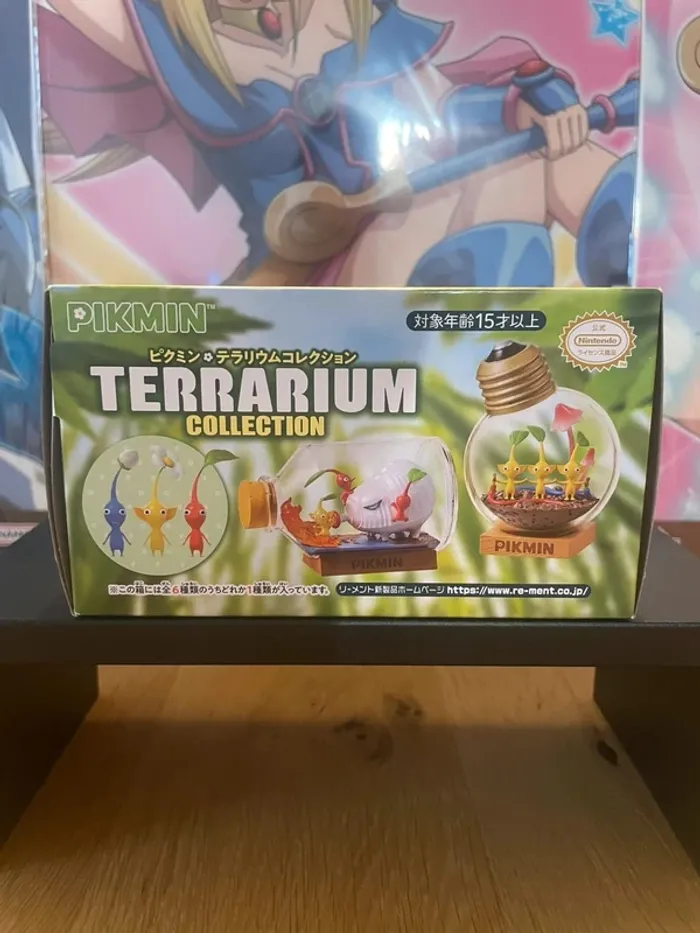 PIKMIN™
対象年齢15才以上
公式
Nintendo
ライセンス商品
TM
ピクミン テラリウムコレクション
TERRARIUM
COLLECTION
PIKMIN
PIKMIN
※この箱には全6種類のうちどれか1種類が入っています。
リーメント新製品ホームページ https://www.re-ment.co.jp/